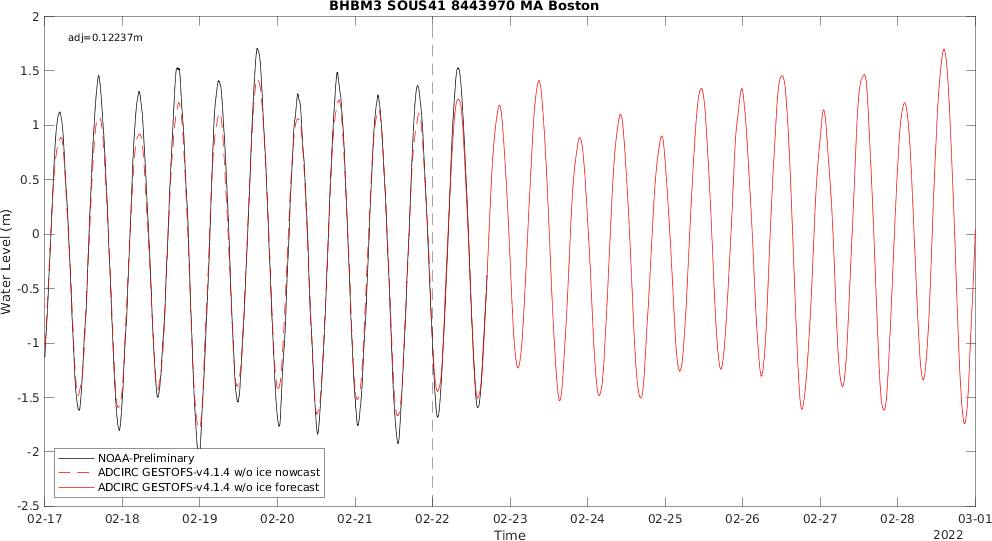 BHBM3 SOUS41 8443970 MA Boston
adj=0.12237m
Water Level (m)
2
1.5
1
0.5
0
-0.5
-1
-1.5
-2
-2.5
NOAA-Preliminary
ADCIRC GESTOFS-v4.1.4 w/o ice nowcast
ADCIRC GESTOFS-v4.1.4 w/o ice forecast
02-17 02-18 02-19 02-20 02-21 02-22 02-23 02-24 02-25 02-26 02-27 02-28 03-01
Time
2022